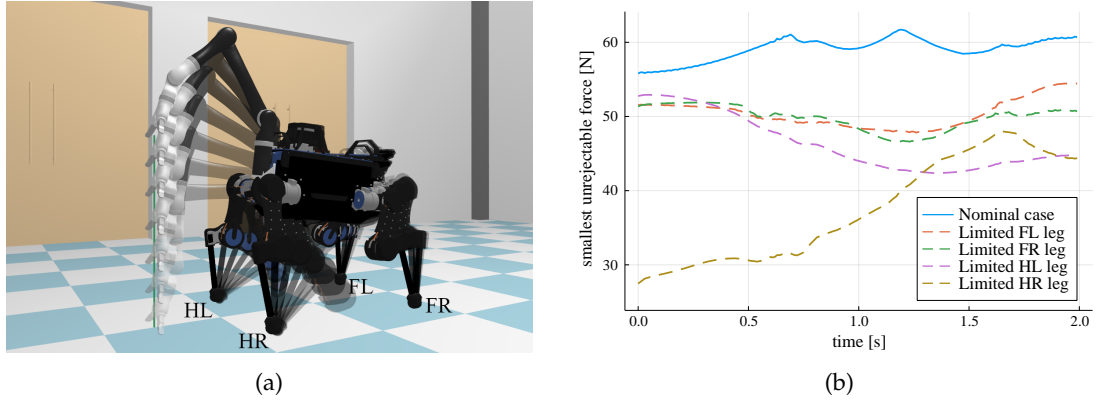 HL
HR
FL
FR
(a)
smallest unrejectable force [N]
60
50
40
30
0.0
0.5
1.0
1.5
2.0
time [s]
Nominal case
Limited FL leg
Limited FR leg
Limited HL leg
Limited HR leg
(b)